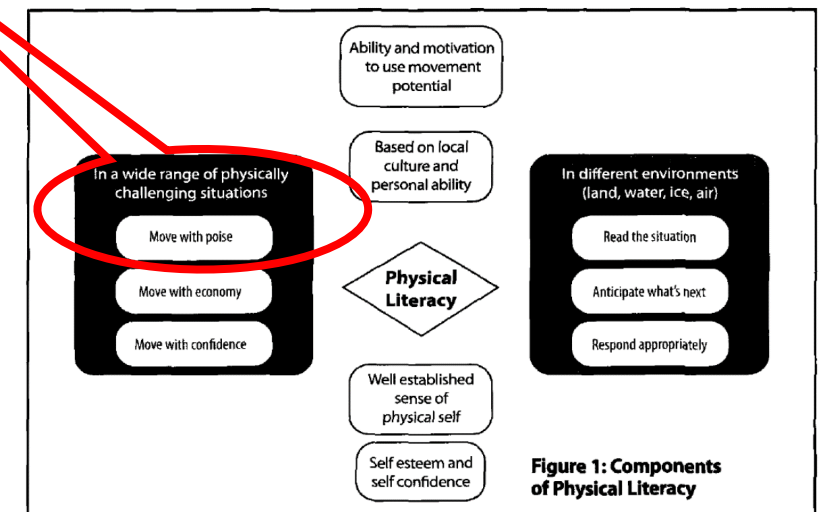 Ability and motivation
to use movement
potential
Based on local
culture and
personal ability
In a wide range of physically
challenging situations
Move with poise
Move with economy
Move with confidence
Physical
Literacy
In different environments
(land, water, ice, air)
Read the situation
Anticipate what's next
Respond appropriately
Well established
sense of
physical self
Self esteem and
self confidence
Figure 1: Components
of Physical Literacy